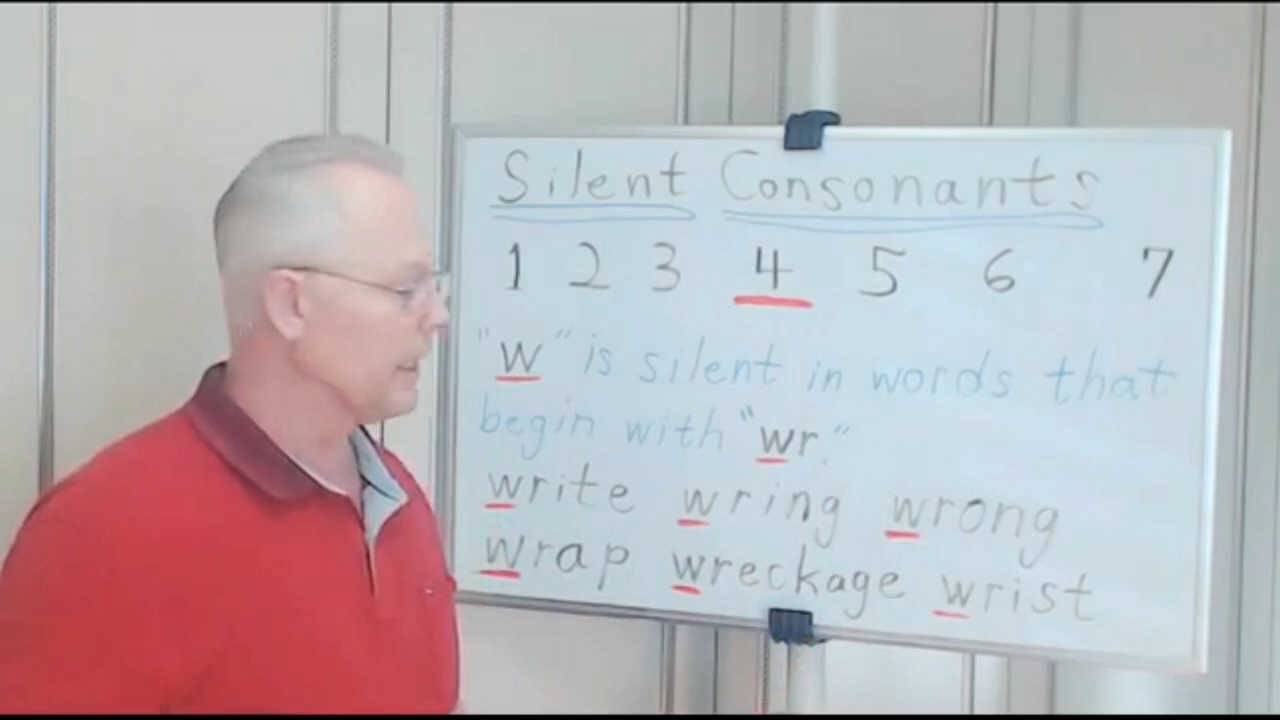 Silent Consonants
1 2 3 4 5 6 7
"w" is silent in words that
begin with "wr."
write wring wrong
wrap wreckage wrist